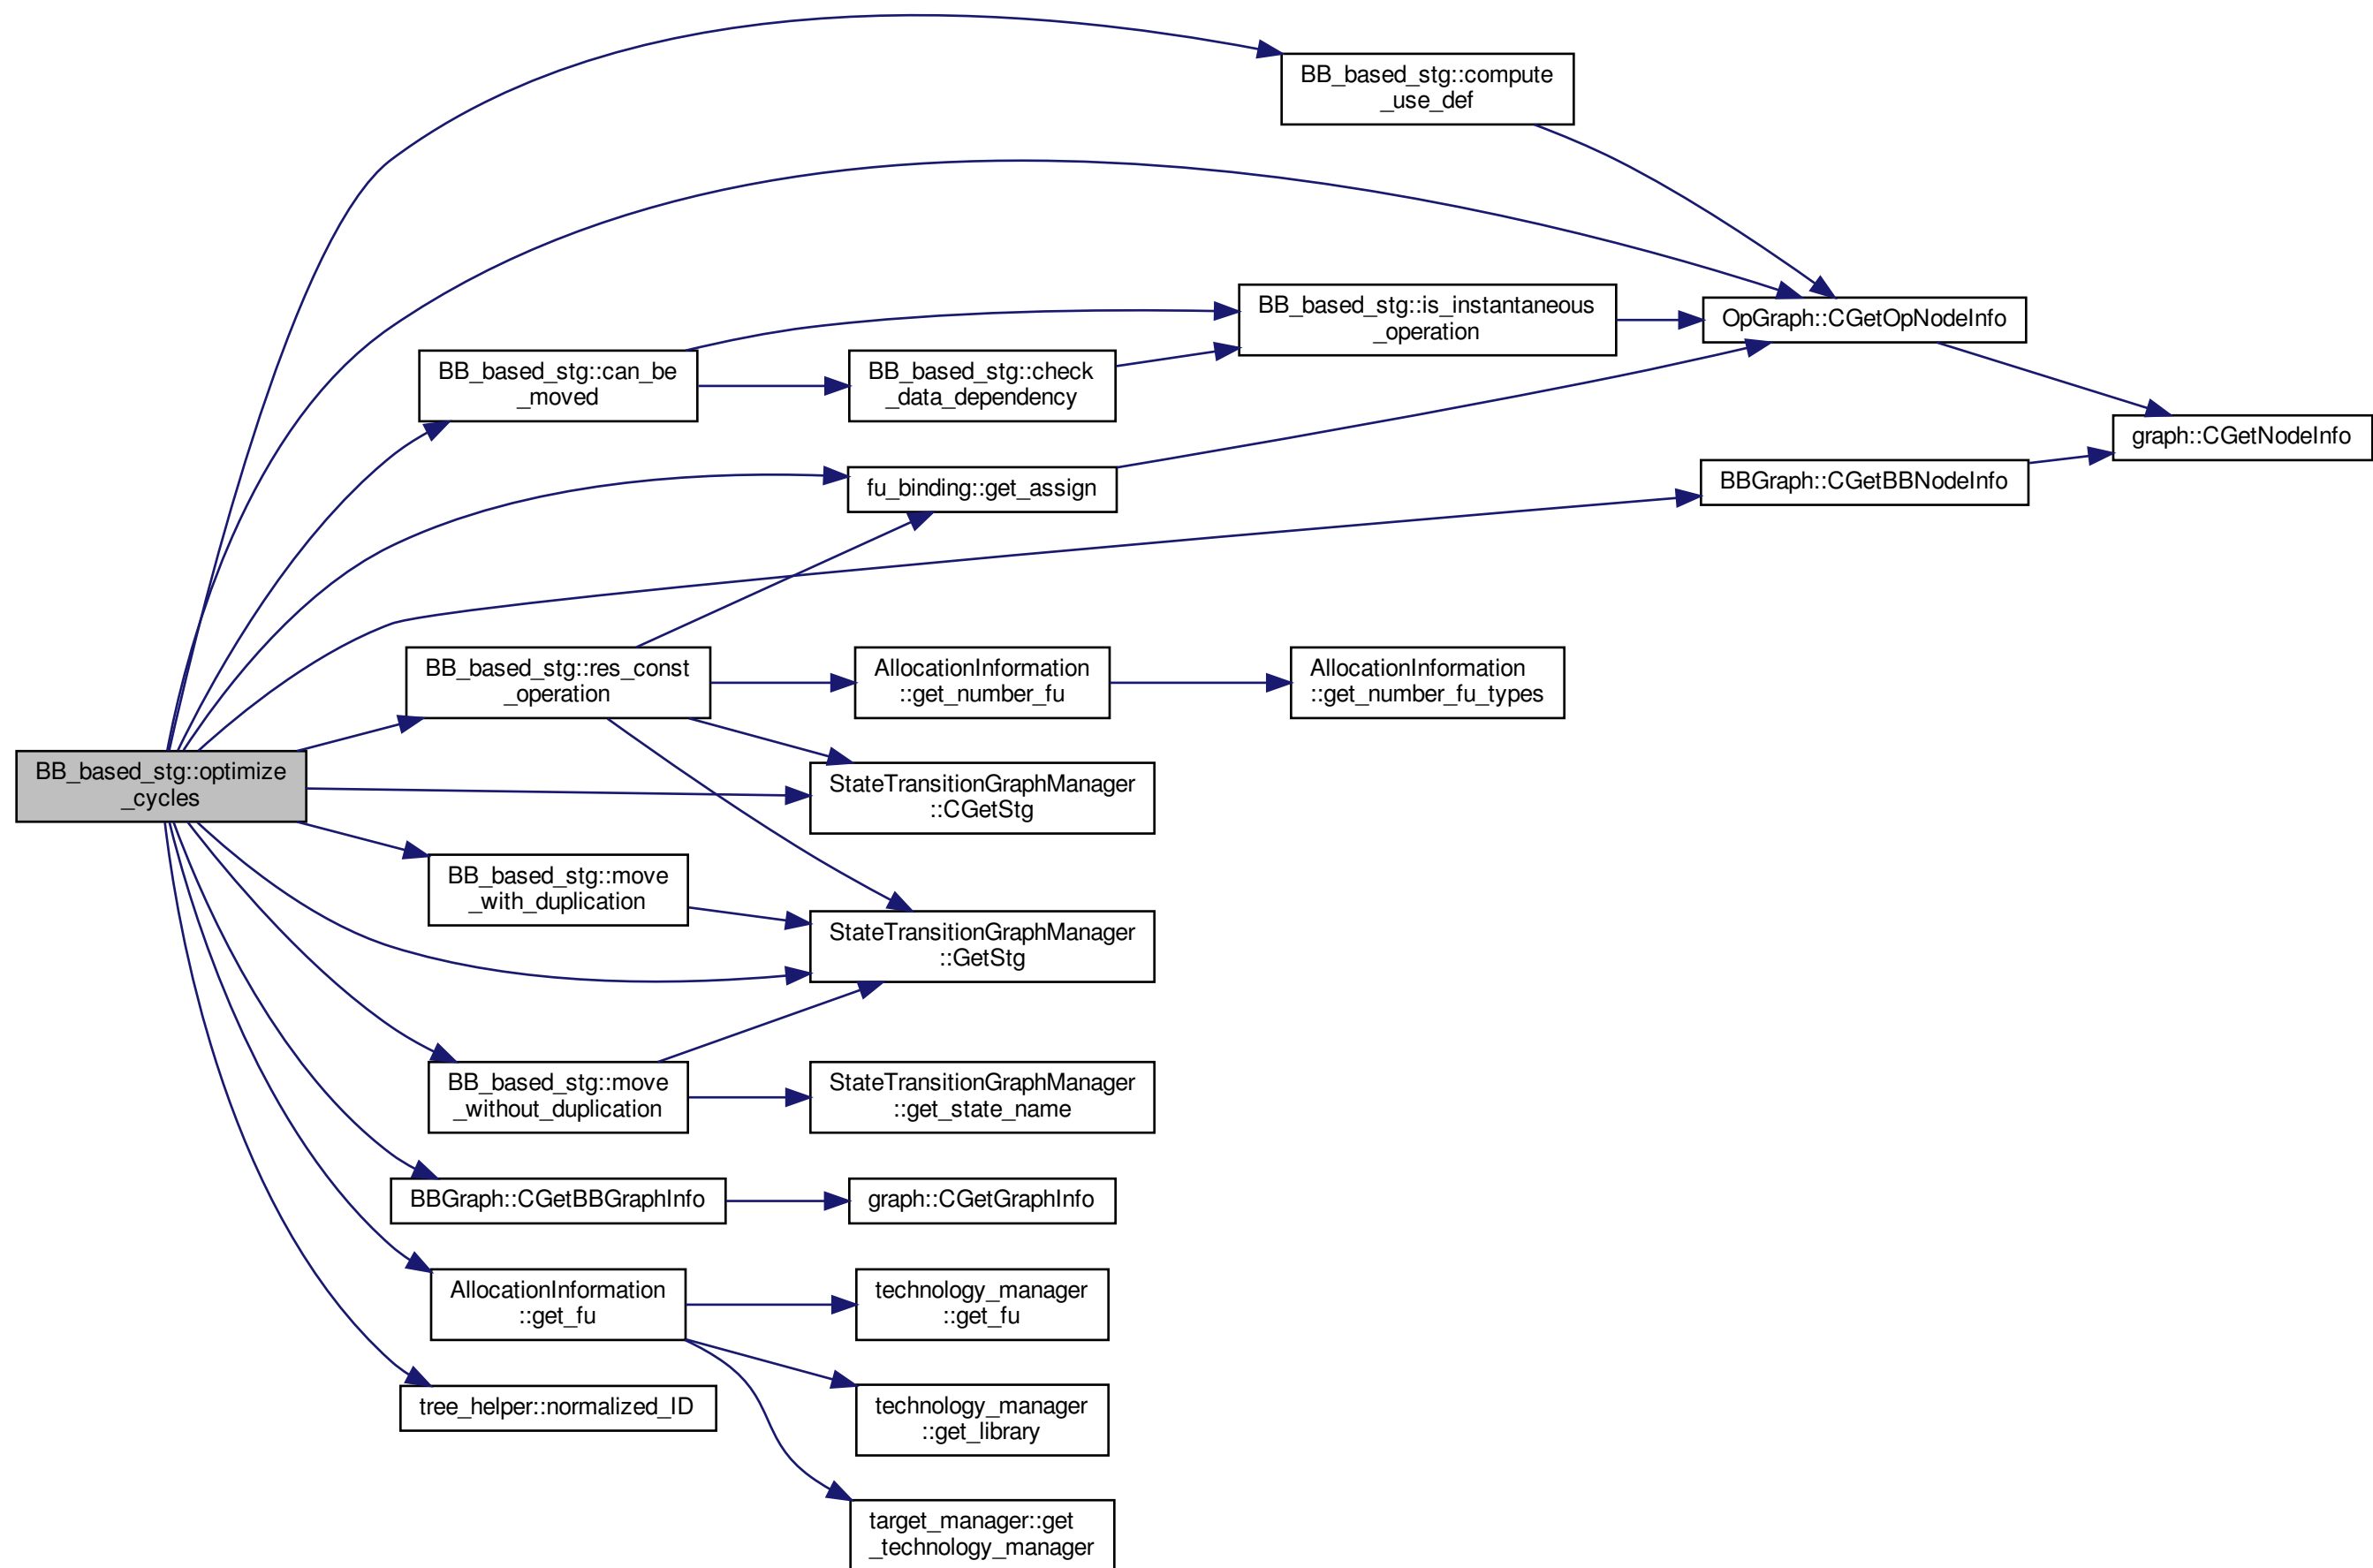 BB_based_stg::compute
_use_def
BB_based_stg::is_instantaneous
_operation
OpGraph::CGetOpNodeInfo
BB_based_stg::can_be
_moved
BB_based_stg::check
_data_dependency
graph::CGetNodeInfo
fu_binding::get_assign
BBGraph::CGetBBNodeInfo
BB_based_stg::res_const
_operation
AllocationInformation
::get_number_fu
AllocationInformation
::get_number_fu_types
BB_based_stg::optimize
_cycles
StateTransitionGraphManager
::CGetStg
BB_based_stg::move
_with_duplication
StateTransitionGraphManager
::GetStg
BB_based_stg::move
_without_duplication
StateTransitionGraphManager
::get_state_name
BBGraph::CGetBBGraphInfo
graph::CGetGraphInfo
AllocationInformation
::get_fu
technology_manager
::get_fu
tree_helper::normalized_ID
technology_manager
::get_library
target_manager::get
_technology_manager